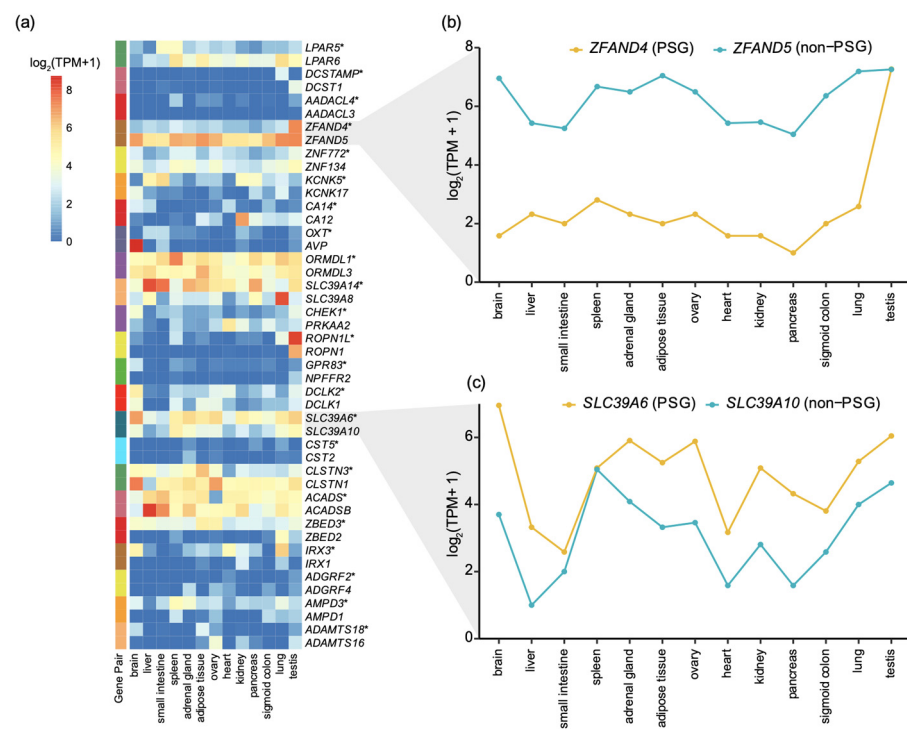 (a)
log2(TPM+1)
8
6
4
2
0
LPAR5*
LPAR6
DCSTAMP*
DCST1
AADACL4*
AADACL3
ZFAND4*
ZFAND5
ZNF772*
ZNF134
KCNK5*
KCNK17
CA14*
CA12
OXT*
AVP
ORMDL1*
ORMDL3
SLC39A14*
SLC39A8
CHEK1*
PRKAA2
ROPN1L*
ROPN1
GPR83*
NPFFR2
DCLK2*
DCLK1
SLC39A6*
SLC39A10
CST5*
CST2
CLSTN3*
CLSTN1
ACADS*
ACADSB
ZBED3*
ZBED2
IRX3*
IRX1
ADGRF2*
ADGRF4
AMPD3*
AMPD1
ADAMTS18*
ADAMTS16
Gene Pair
brain
liver
small intestine
spleen
adrenal gland
adipose tissue
ovary
heart
kidney
pancreas
sigmoid colon
lung
testis
(b)
ZFAND4 (PSG)
ZFAND5 (non-PSG)
log2(TPM + 1)
8
6
4
2
0
brain
liver
small intestine
spleen
adrenal gland
adipose tissue
ovary
heart
kidney
pancreas
sigmoid colon
lung
testis
(c)
SLC39A6 (PSG)
SLC39A10 (non-PSG)
log2(TPM+ 1)
6
4
2
0
brain
liver
small intestine
spleen
adrenal gland
adipose tissue
ovary
heart
kidney
pancreas
sigmoid colon
lung
testis